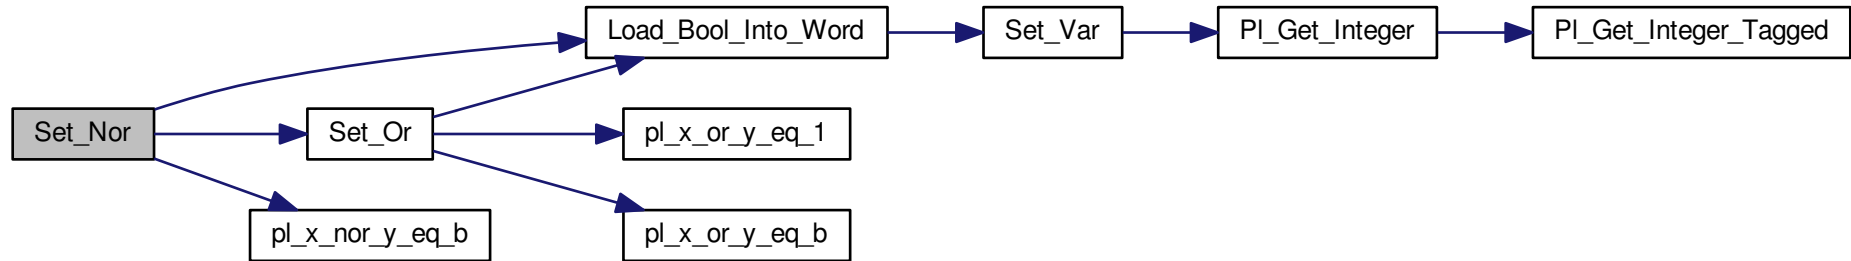 Load_Bool_Into_Word
Set_Var
Pl_Get_Integer
Pl_Get_Integer_Tagged
Set_Nor
Set_Or
pl_x_or_y_eq_1
pl_x_nor_y_eq_b
pl_x_or_y_eq_b